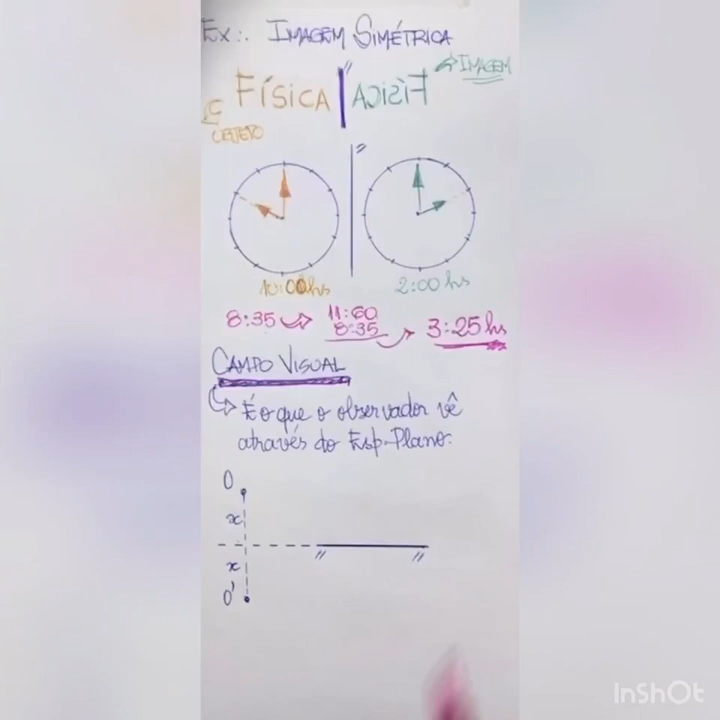 Ex:. IMAGEM SIMÉTRICA
FÍSICA FÍSICA IMAGEM
OBJETO
10:00hs 2:00 hs
8:35 11:60
8:35 3:25 hs
CAMPO VISUAL
É o que o observador vê
através do Esp. Plano.
O
x
x
O'
InShOt